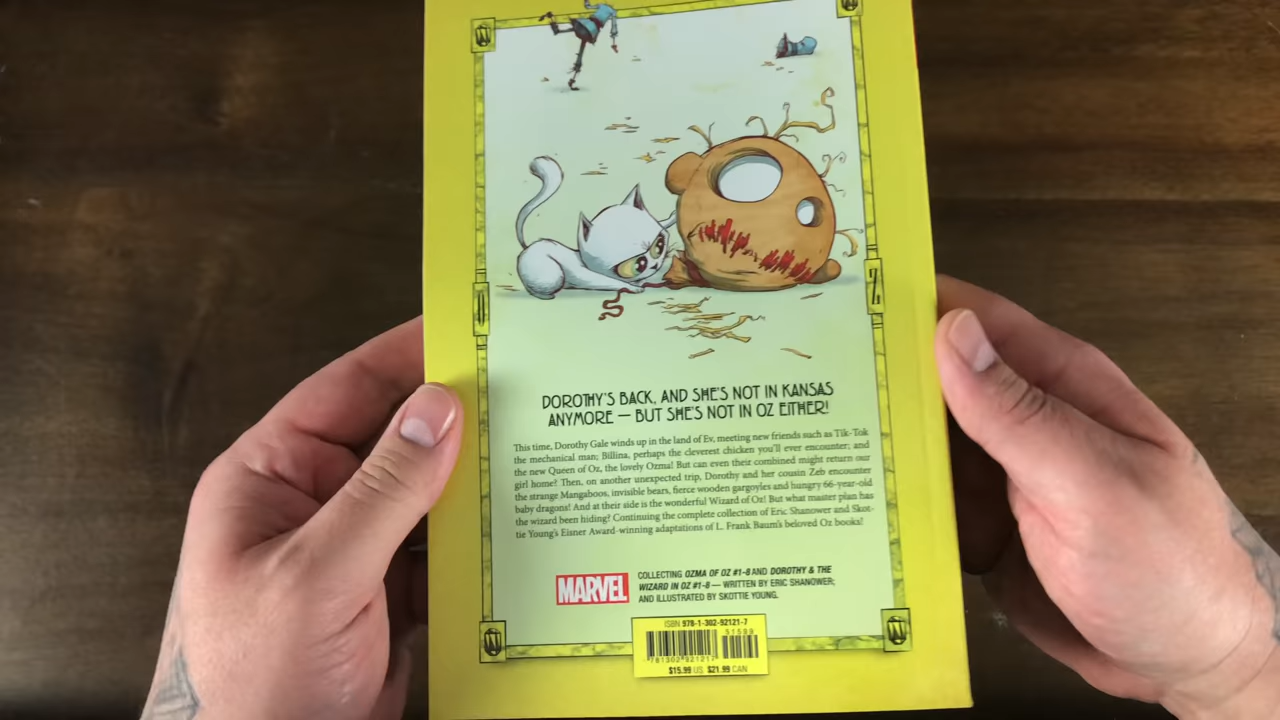 O
Z
DOROTHY'S BACK, AND SHE'S NOT IN KANSAS
ANYMORE — BUT SHE'S NOT IN OZ EITHER!
This time, Dorothy Gale winds up in the land of Ev, meeting new friends such as Tik-Tok
the mechanical man; Billina, perhaps the cleverest chicken you'll ever encounter; and
the new Queen of Oz, the lovely Ozma! But can even their combined might return our
girl home? Then, on another unexpected trip, Dorothy and her cousin Zeb encounter
the strange Mangaboos, invisible bears, fierce wooden gargoyles and hungry 66-year-old
baby dragons! And at their side is the wonderful Wizard of Oz! But what master plan has
the wizard been hiding? Continuing the complete collection of Eric Shanower and Skot-
tie Young's Eisner Award-winning adaptations of L. Frank Baum's beloved Oz books!
MARVEL
COLLECTING OZMA OF OZ #1-8 AND DOROTHY & THE
WIZARD IN OZ #1-8 — WRITTEN BY ERIC SHANOWER;
AND ILLUSTRATED BY SKOTTIE YOUNG.
ISBN 978-1-302-92121-7
51599
781302 921217
$15.99 US $21.99 CAN